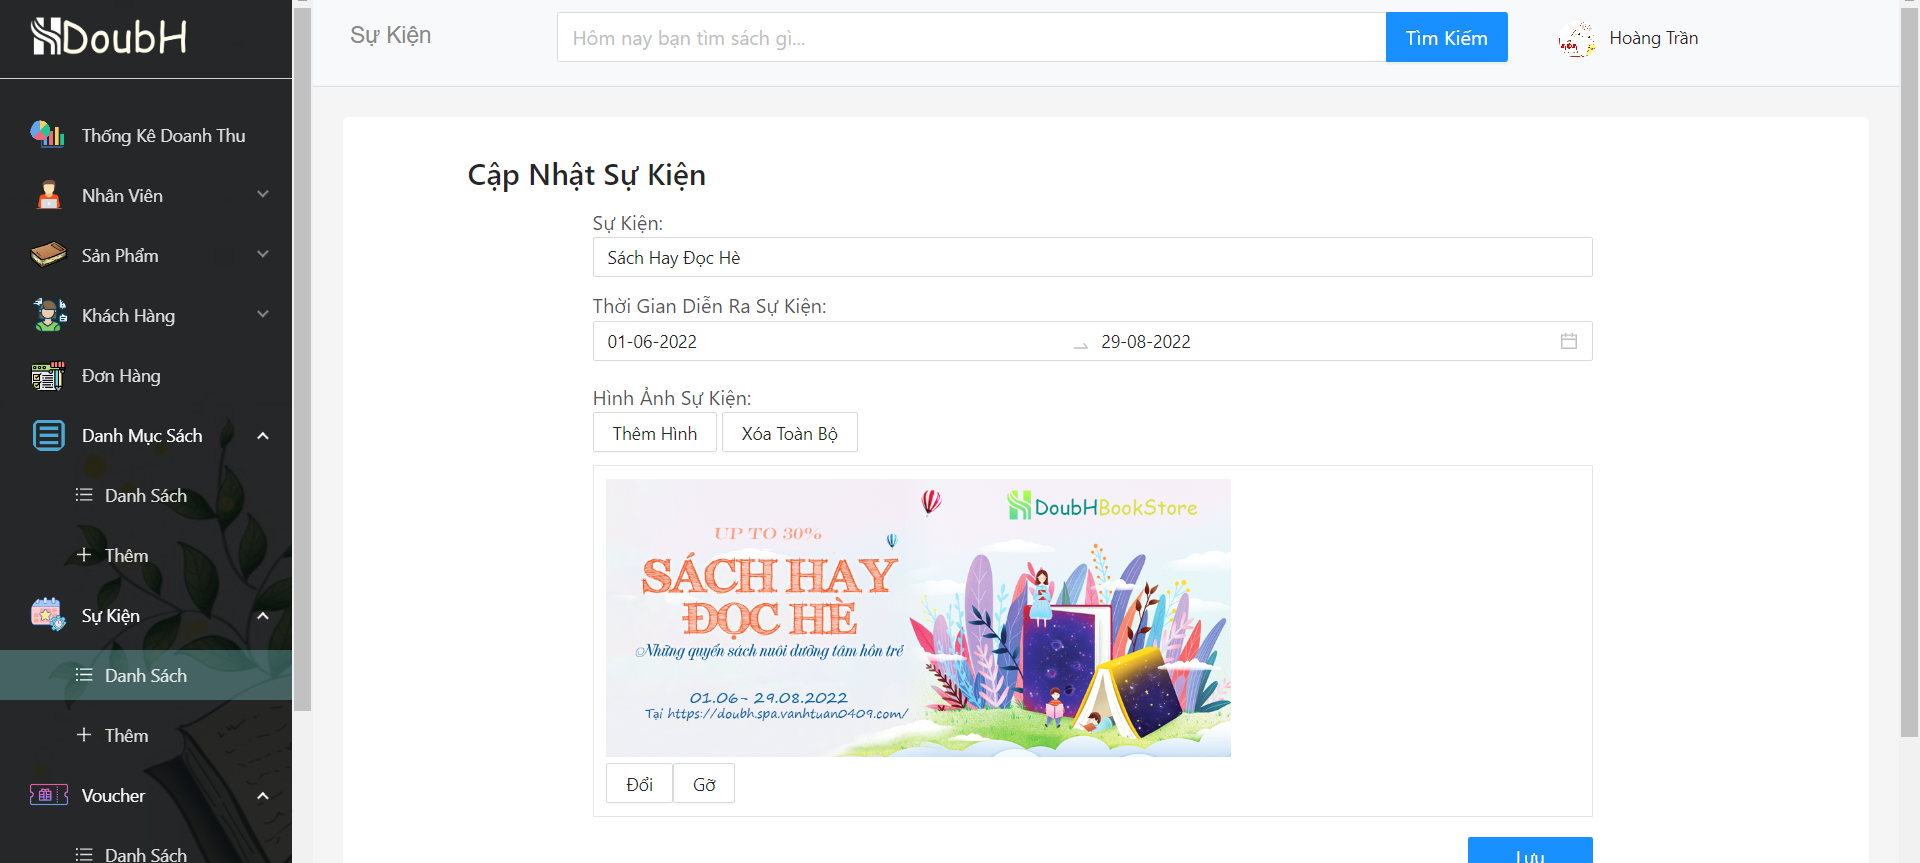 DoubH
Thống Kê Doanh Thu
Nhân Viên
Sản Phẩm
Khách Hàng
Đơn Hàng
Danh Mục Sách
Danh Sách
Thêm
Sự Kiện
Danh Sách
Thêm
Voucher
Danh Sách
Sự Kiện
Hôm nay bạn tìm sách gì...
Tìm Kiếm
Hoàng Trần
Cập Nhật Sự Kiện
Sự Kiện:
Sách Hay Đọc Hè
Thời Gian Diễn Ra Sự Kiện:
01-06-2022
29-08-2022
Hình Ảnh Sự Kiện:
Thêm Hình
Xóa Toàn Bộ
DoubHBookStore
UP TO 30%
SÁCH HAY
ĐỌC HÈ
Những quyển sách nuôi dưỡng tâm hồn trẻ
01.06- 29.08.2022
Tại https://doubh.spa.vanhtuan0409.com/
Đổi
Gỡ
Lưu